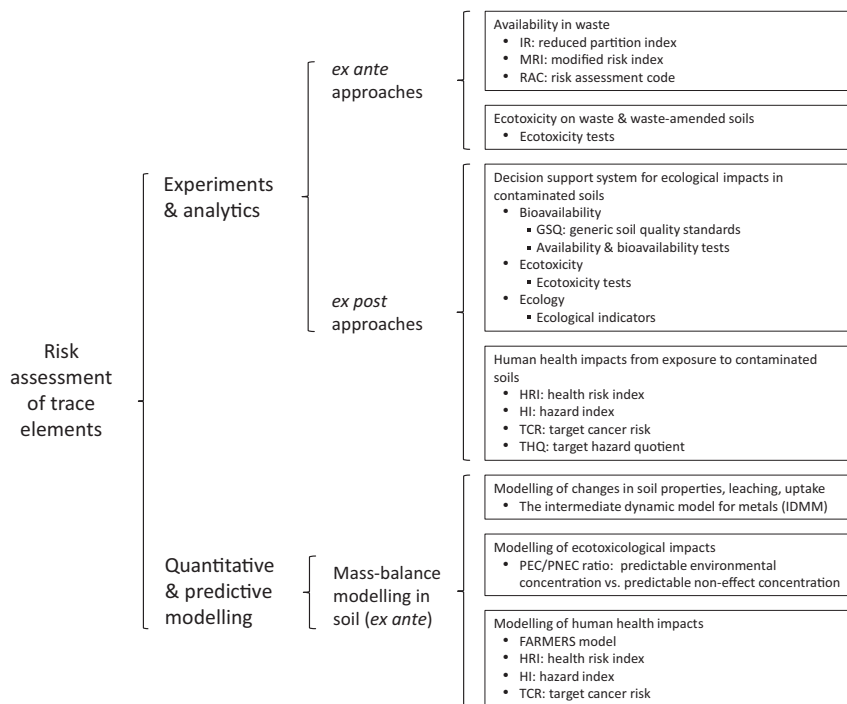 Risk
assessment
of trace
elements
Experiments
& analytics
ex ante
approaches
Availability in waste
• IR: reduced partition index
• MRI: modified risk index
• RAC: risk assessment code
Ecotoxicity on waste & waste-amended soils
• Ecotoxicity tests
ex post
approaches
Decision support system for ecological impacts in
contaminated soils
• Bioavailability
▪ GSQ: generic soil quality standards
▪ Availability & bioavailability tests
• Ecotoxicity
▪ Ecotoxicity tests
• Ecology
▪ Ecological indicators
Human health impacts from exposure to contaminated
soils
• HRI: health risk index
• HI: hazard index
• TCR: target cancer risk
• THQ: target hazard quotient
Quantitative
& predictive
modelling
Mass-balance
modelling in
soil (ex ante)
Modelling of changes in soil properties, leaching, uptake
• The intermediate dynamic model for metals (IDMM)
Modelling of ecotoxicological impacts
• PEC/PNEC ratio: predictable environmental
concentration vs. predictable non-effect concentration
Modelling of human health impacts
• FARMERS model
• HRI: health risk index
• HI: hazard index
• TCR: target cancer risk